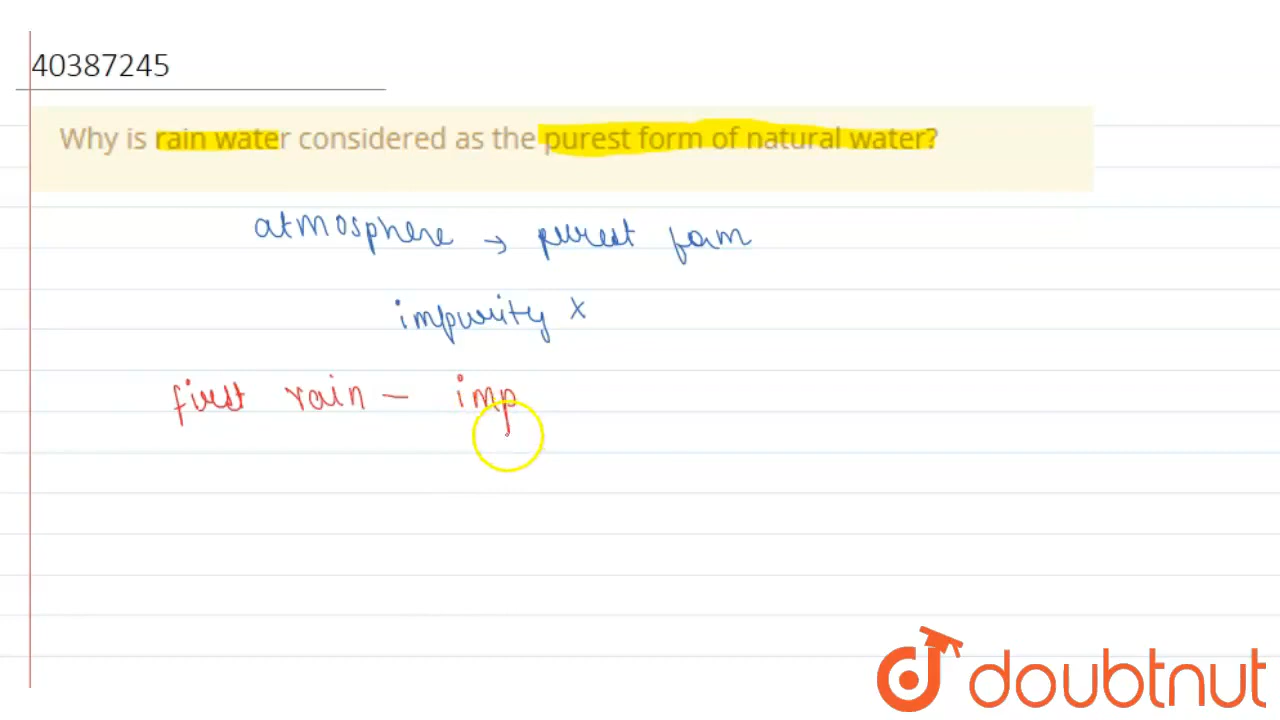 40387245
Why is rain water considered as the purest form of natural water?
atmosphere → purest form
impurity x
first rain – imp
doubtnut